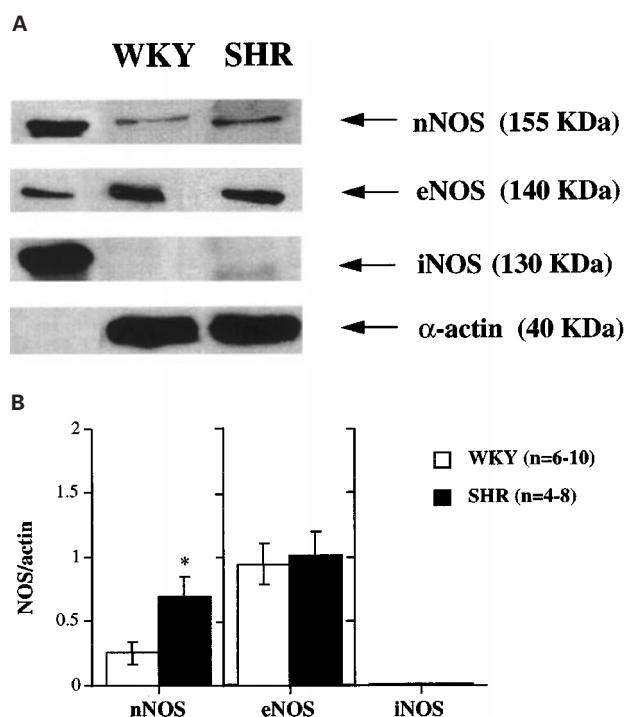 A
WKY SHR
nNOS (155 KDa)
eNOS (140 KDa)
iNOS (130 KDa)
α-actin (40 KDa)
B
2
1.5
1
0.5
0
NOS/actin
*
WKY (n=6-10)
SHR (n=4-8)
nNOS eNOS iNOS